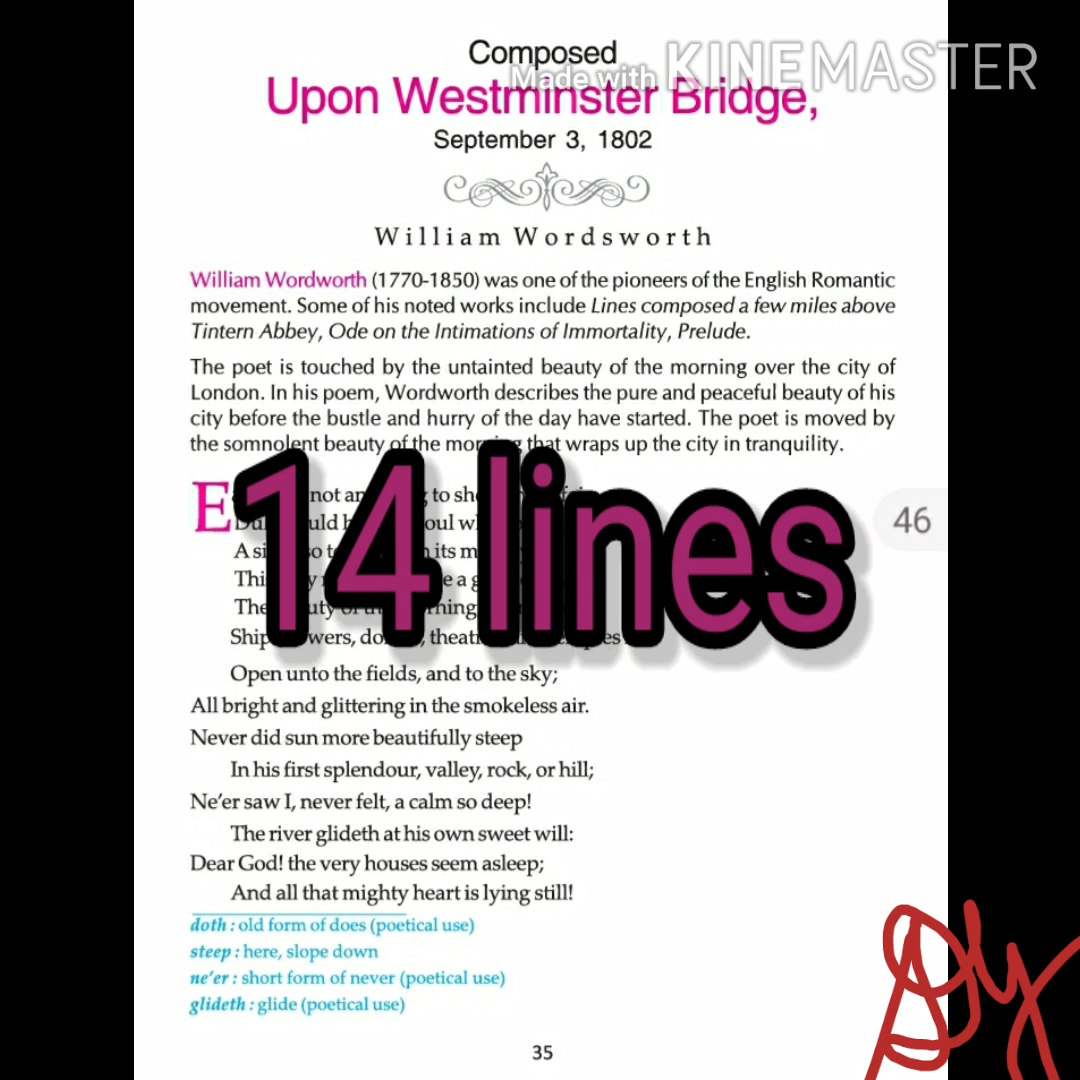 Composed
Made with KINEMASTER
Upon Westminster Bridge,
September 3, 1802
William Wordsworth
William Wordworth (1770-1850) was one of the pioneers of the English Romantic
movement. Some of his noted works include Lines composed a few miles above
Tintern Abbey, Ode on the Intimations of Immortality, Prelude.
The poet is touched by the untainted beauty of the morning over the city of
London. In his poem, Wordworth describes the pure and peaceful beauty of his
city before the bustle and hurry of the day have started. The poet is moved by
the somnolent beauty of the morning that wraps up the city in tranquility.
14 lines
not to
46
A its
The
Open unto the fields, and to the sky;
All bright and glittering in the smokeless air.
Never did sun more beautifully steep
In his first splendour, valley, rock, or hill;
Ne'er saw I, never felt, a calm so deep!
The river glideth at his own sweet will:
Dear God! the very houses seem asleep;
And all that mighty heart is lying still!
doth : old form of does (poetical use)
steep : here, slope down
ne'er : short form of never (poetical use)
glideth : glide (poetical use)
35